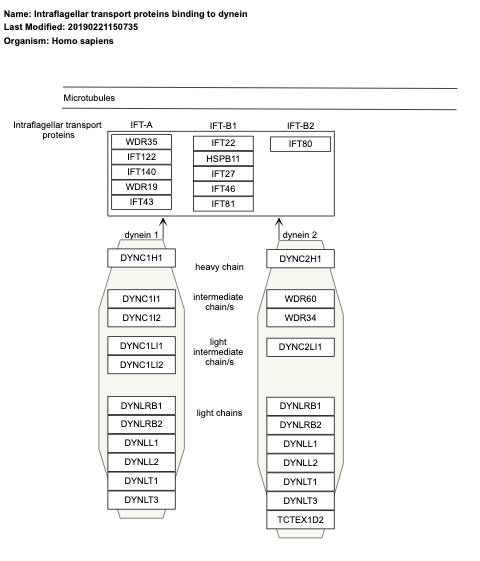 Name: Intraflagellar transport proteins binding to dynein
Last Modified: 20190221150735
Organism: Homo sapiens
Microtubules
Intraflagellar transport
proteins
IFT-A
IFT-B1
IFT-B2
WDR35
IFT122
IFT140
WDR19
IFT43
IFT22
HSPB11
IFT27
IFT46
IFT81
IFT80
dynein 1
dynein 2
DYNC1H1
heavy chain
DYNC2H1
DYNC1I1
DYNC1I2
intermediate
chain/s
WDR60
WDR34
DYNC1LI1
DYNC1LI2
light
intermediate
chain/s
DYNC2LI1
DYNLRB1
DYNLRB2
DYNLL1
DYNLL2
DYNLT1
DYNLT3
light chains
DYNLRB1
DYNLRB2
DYNLL1
DYNLL2
DYNLT1
DYNLT3
TCTEX1D2